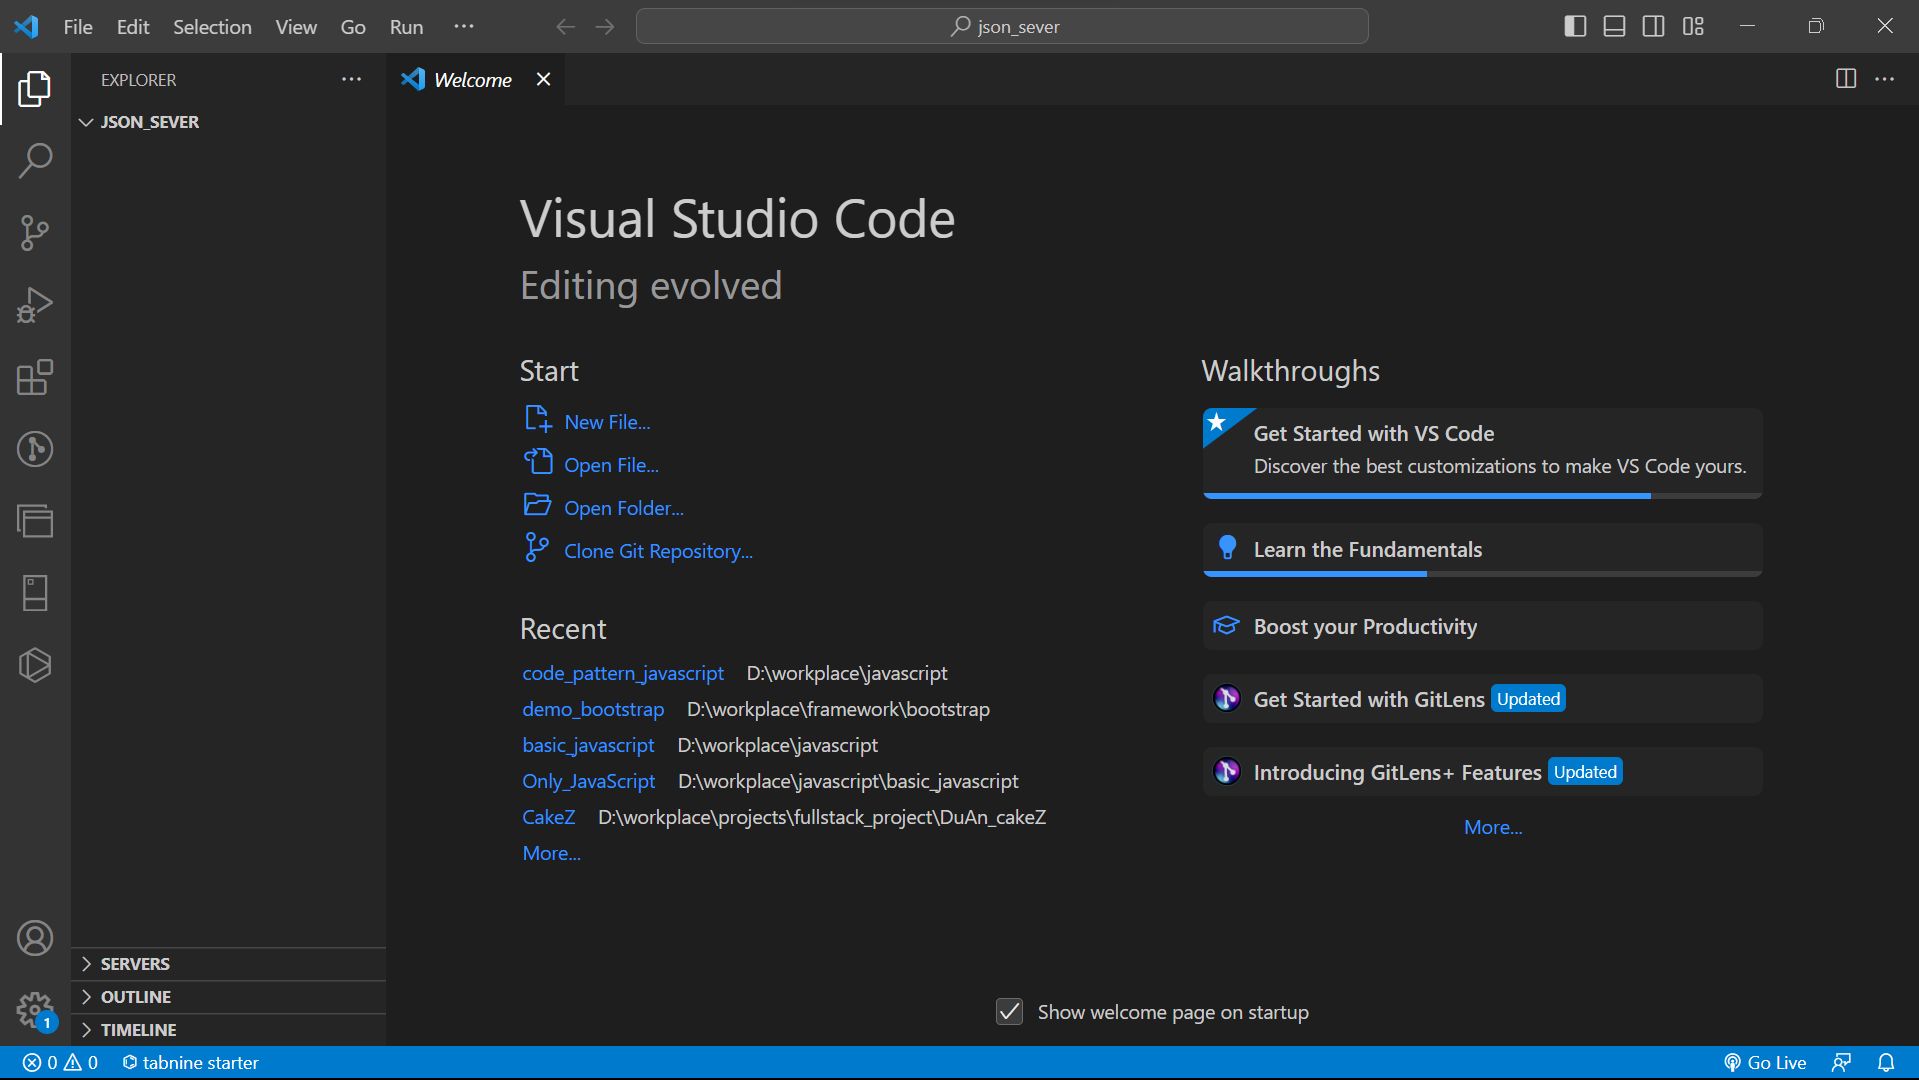 File Edit Selection View Go Run ··· json_sever
EXPLORER ··· Welcome
JSON_SEVER
Visual Studio Code
Editing evolved
Start
New File...
Open File...
Open Folder...
Clone Git Repository...
Recent
code_pattern_javascript D:\workplace\javascript
demo_bootstrap D:\workplace\framework\bootstrap
basic_javascript D:\workplace\javascript
Only_JavaScript D:\workplace\javascript\basic_javascript
CakeZ D:\workplace\projects\fullstack_project\DuAn_cakeZ
More...
Walkthroughs
Get Started with VS Code
Discover the best customizations to make VS Code yours.
Learn the Fundamentals
Boost your Productivity
Get Started with GitLens Updated
Introducing GitLens+ Features Updated
More...
SERVERS
OUTLINE
TIMELINE
1
Show welcome page on startup
0 0 tabnine starter Go Live